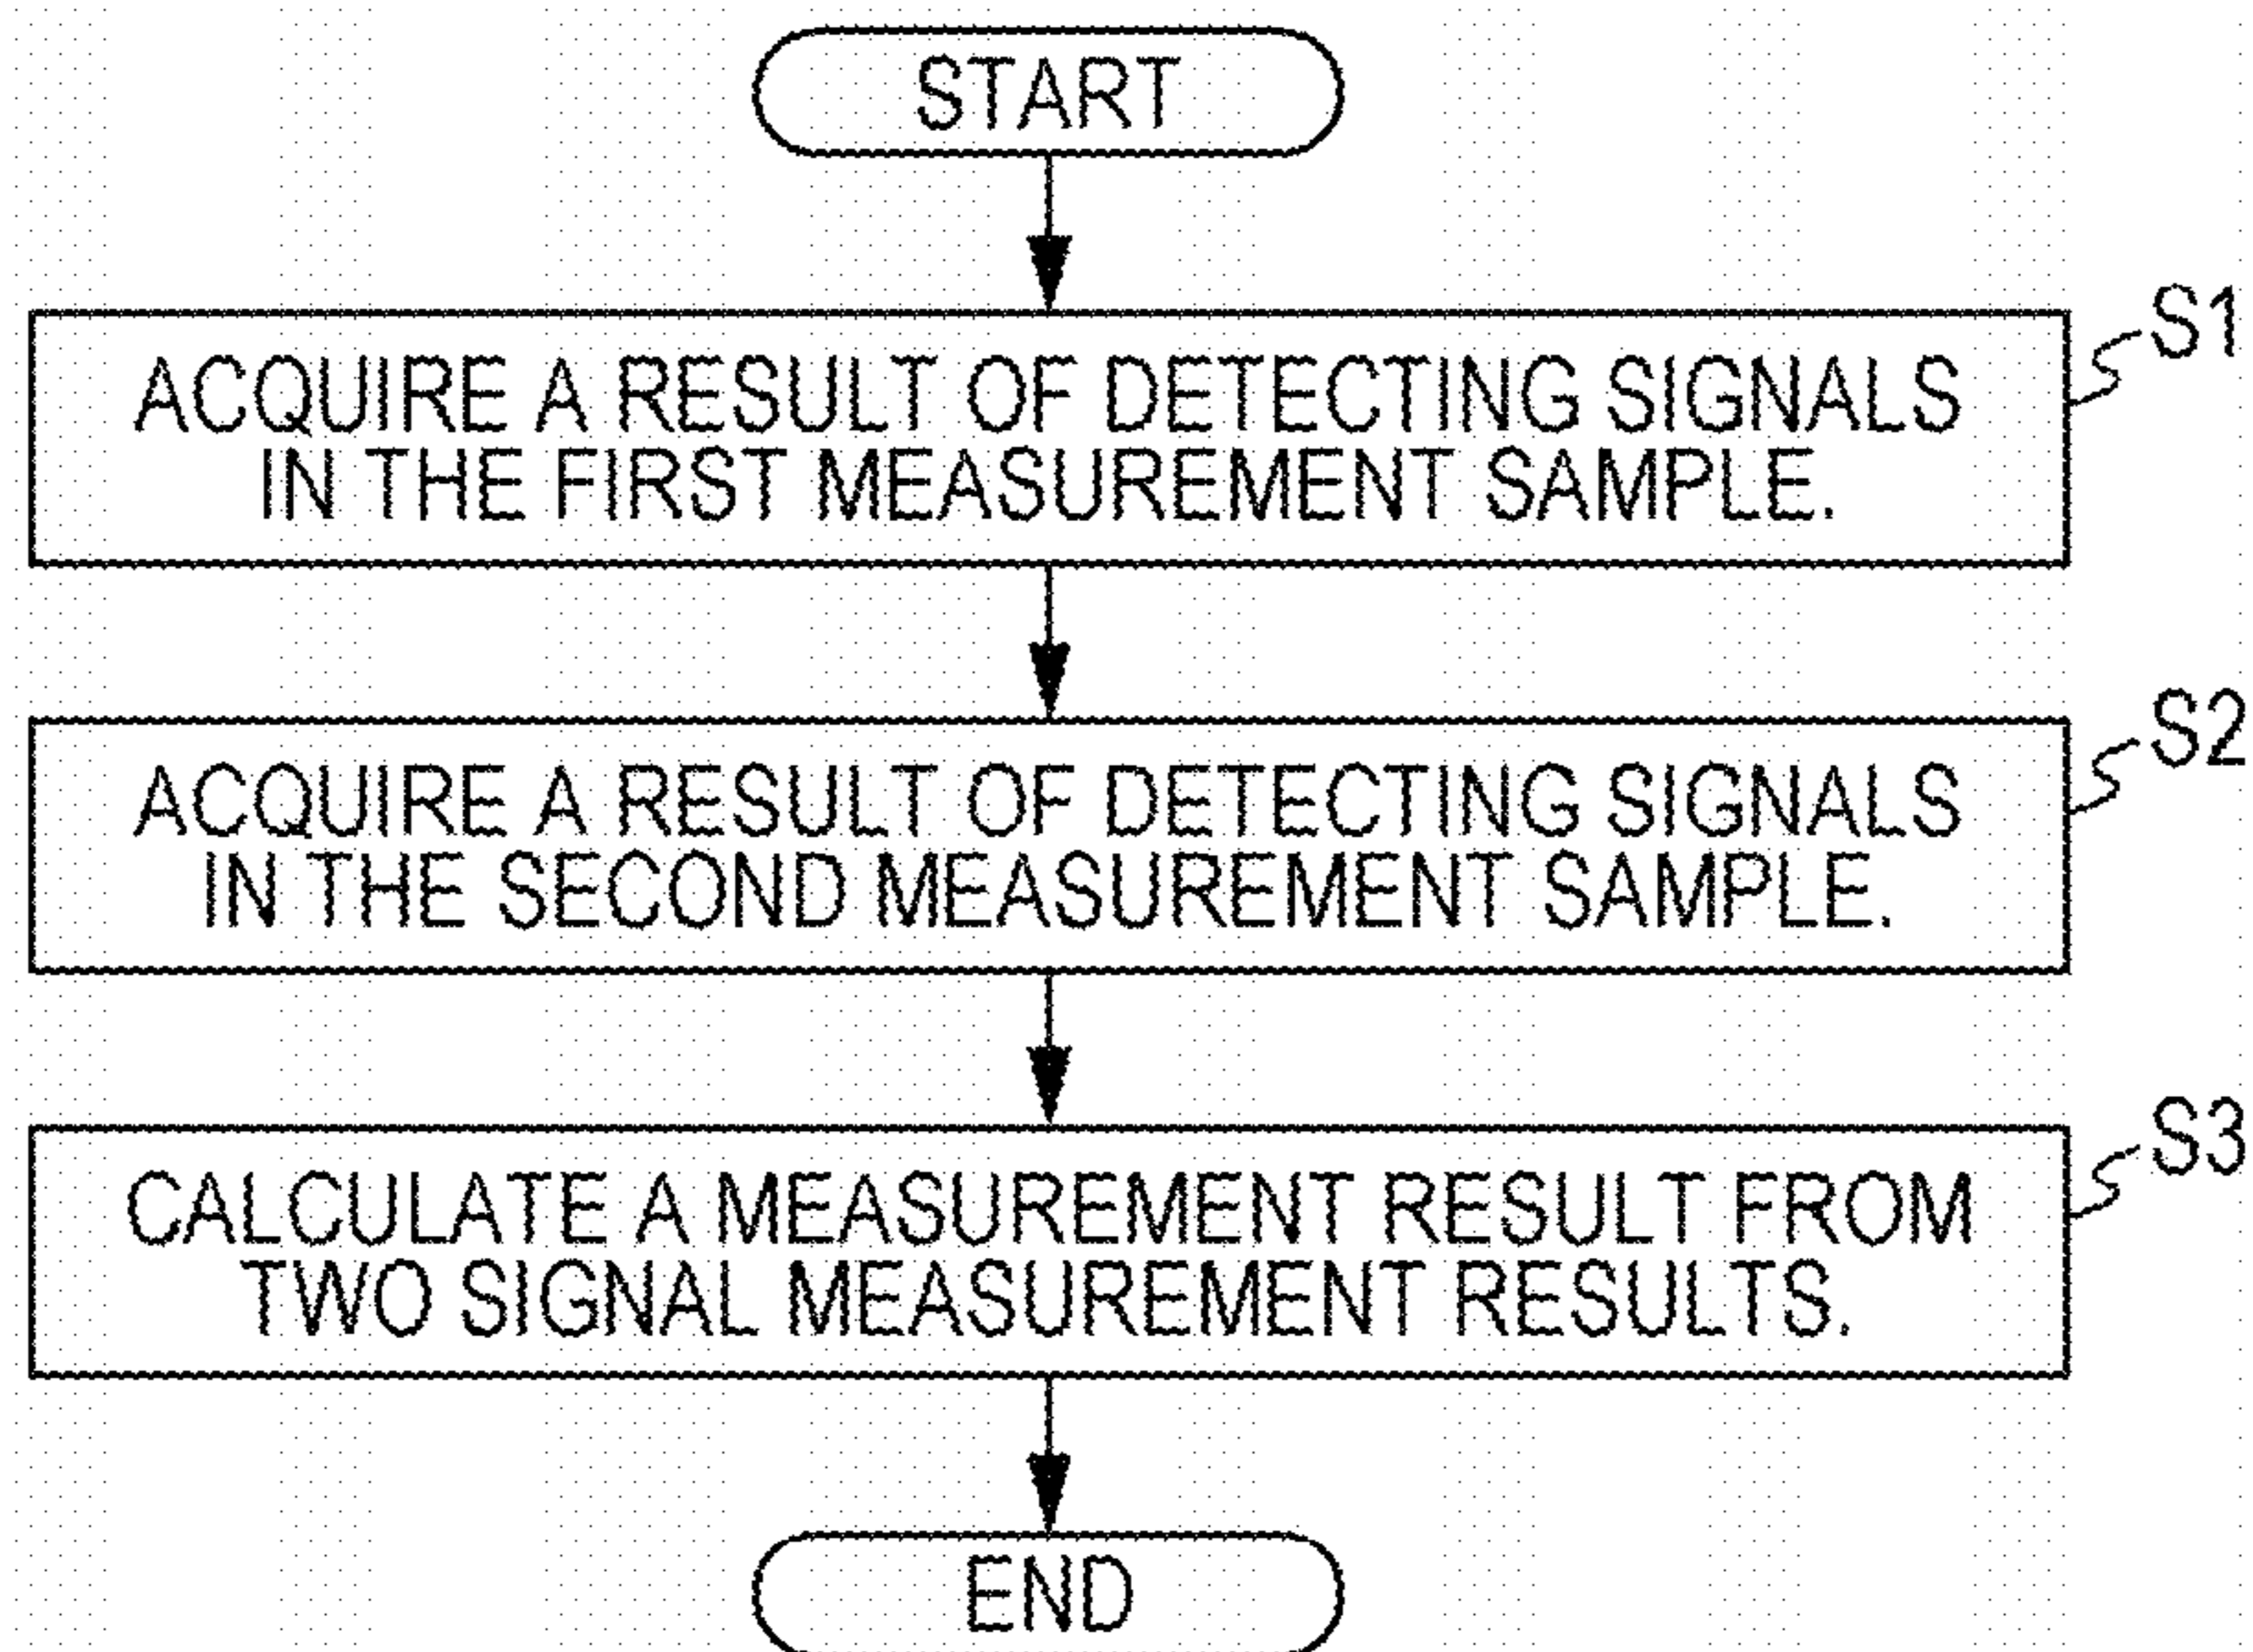 START
S1
ACQUIRE A RESULT OF DETECTING SIGNALS
IN THE FIRST MEASUREMENT SAMPLE.
S2
ACQUIRE A RESULT OF DETECTING SIGNALS
IN THE SECOND MEASUREMENT SAMPLE.
S3
CALCULATE A MEASUREMENT RESULT FROM
TWO SIGNAL MEASUREMENT RESULTS.
END